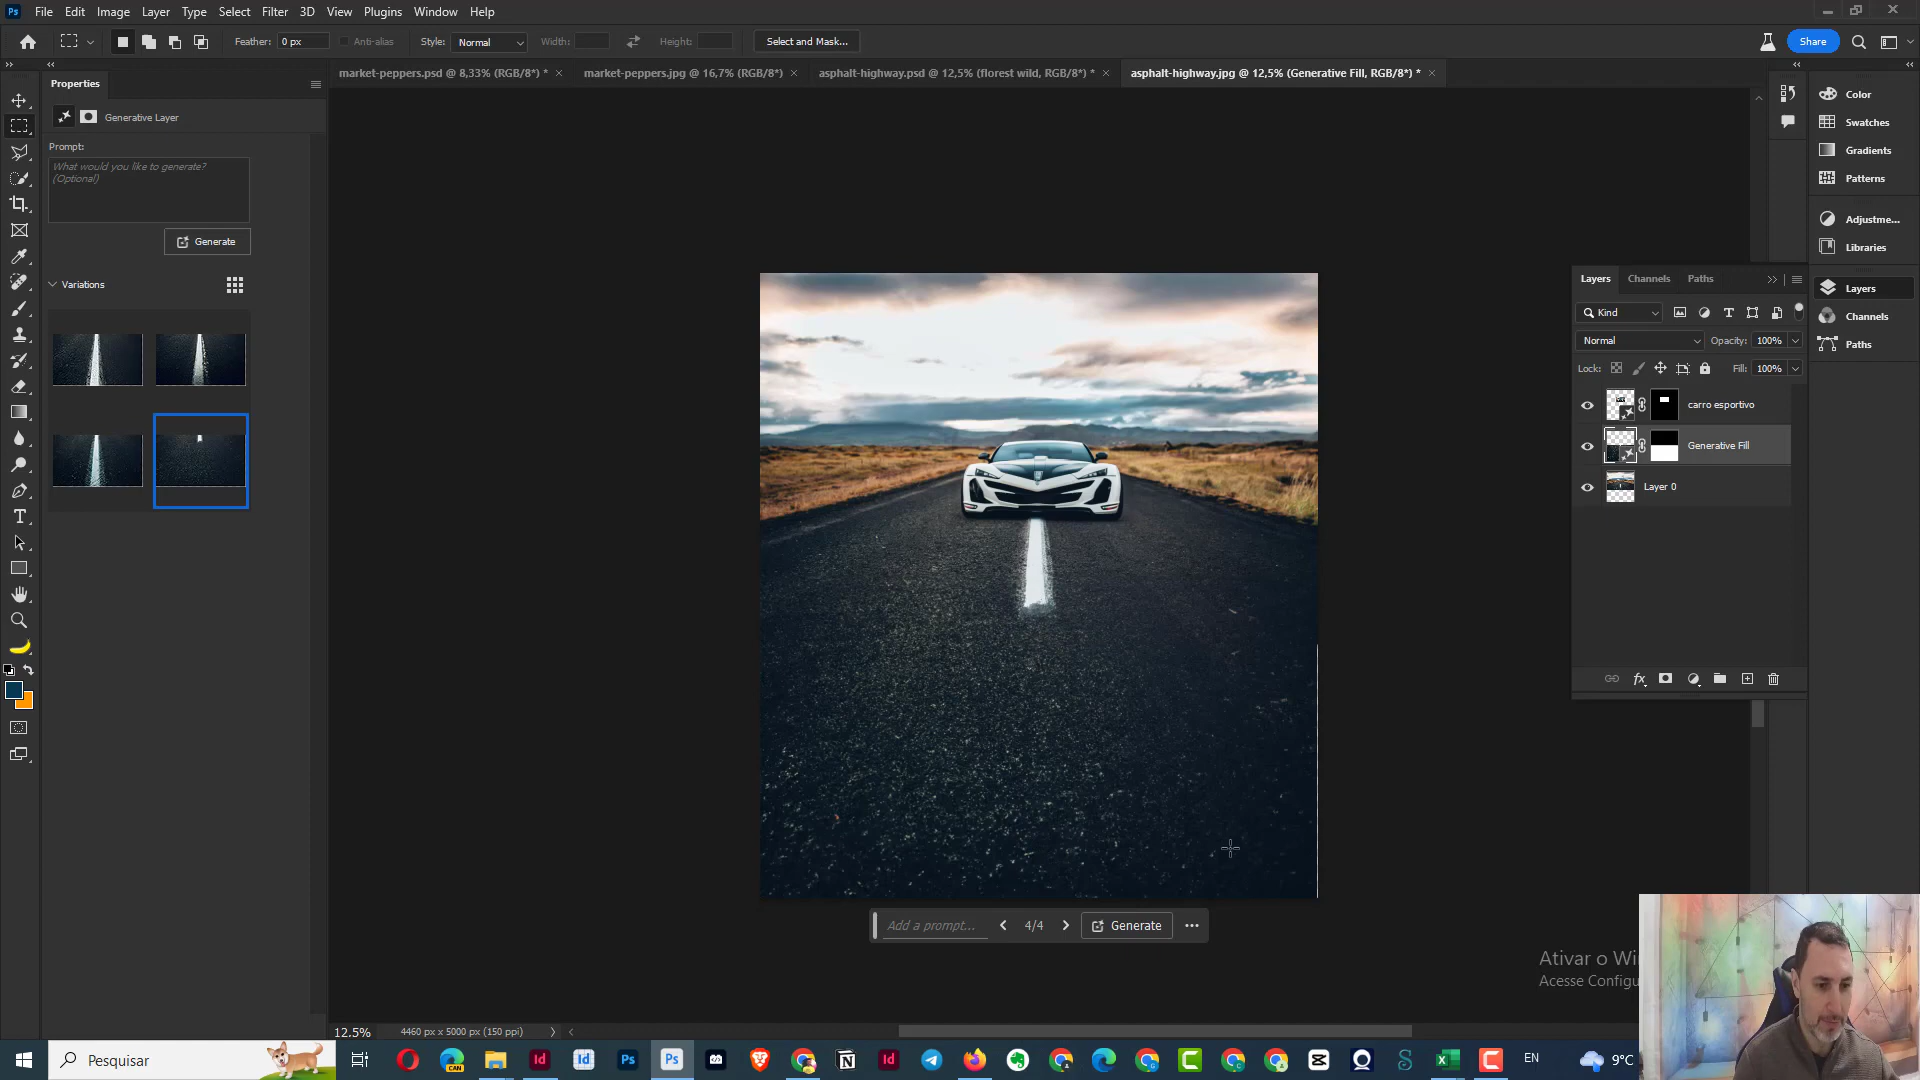 File Edit Image Layer Type Select Filter 3D View Plugins Window Help
Feather: 0 px Anti-alias Style: Normal Width: Height: Select and Mask... Share
market-peppers.psd @ 8,33% (RGB/8*) * market-peppers.jpg @ 16,7% (RGB/8*) asphalt-highway.psd @ 12,5% (florest wild, RGB/8*) * asphalt-highway.jpg @ 12,5% (Generative Fill, RGB/8*) *
Properties
Generative Layer
Prompt:
What would you like to generate?
(Optional)
Generate
Variations
Color
Swatches
Gradients
Patterns
Adjustme...
Libraries
Layers
Channels
Paths
Layers Channels Paths
Kind
Normal Opacity: 100%
Lock: Fill: 100%
carro esportivo
Generative Fill
Layer 0
Add a prompt... 4/4 Generate
Ativar o Wi
Acesse Configu
12.5% 4460 px x 5000 px (150 ppi)
Pesquisar EN 9°C